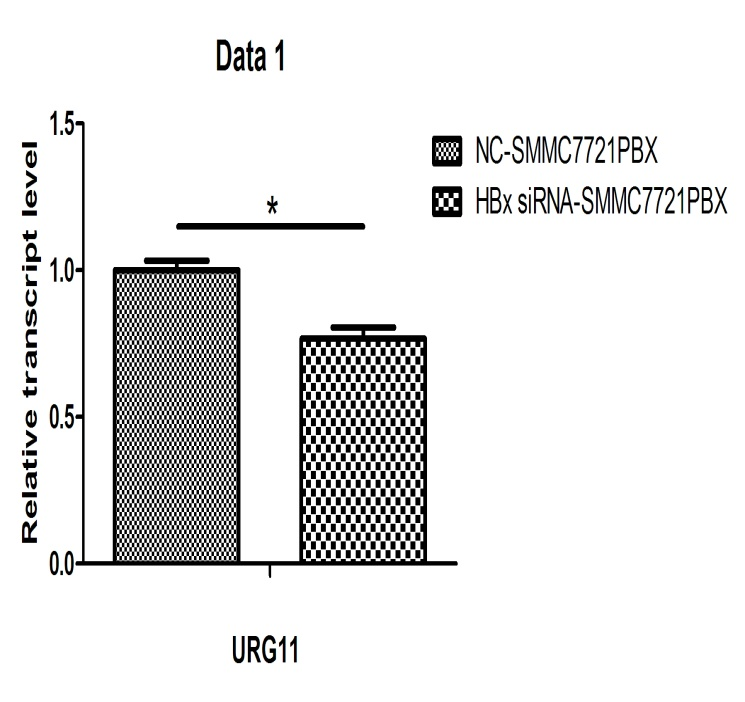 Data 1
Relative transcript level
1.5
1.0
0.5
0.0
*
NC-SMMC7721PBX
HBx siRNA-SMMC7721PBX
URG11